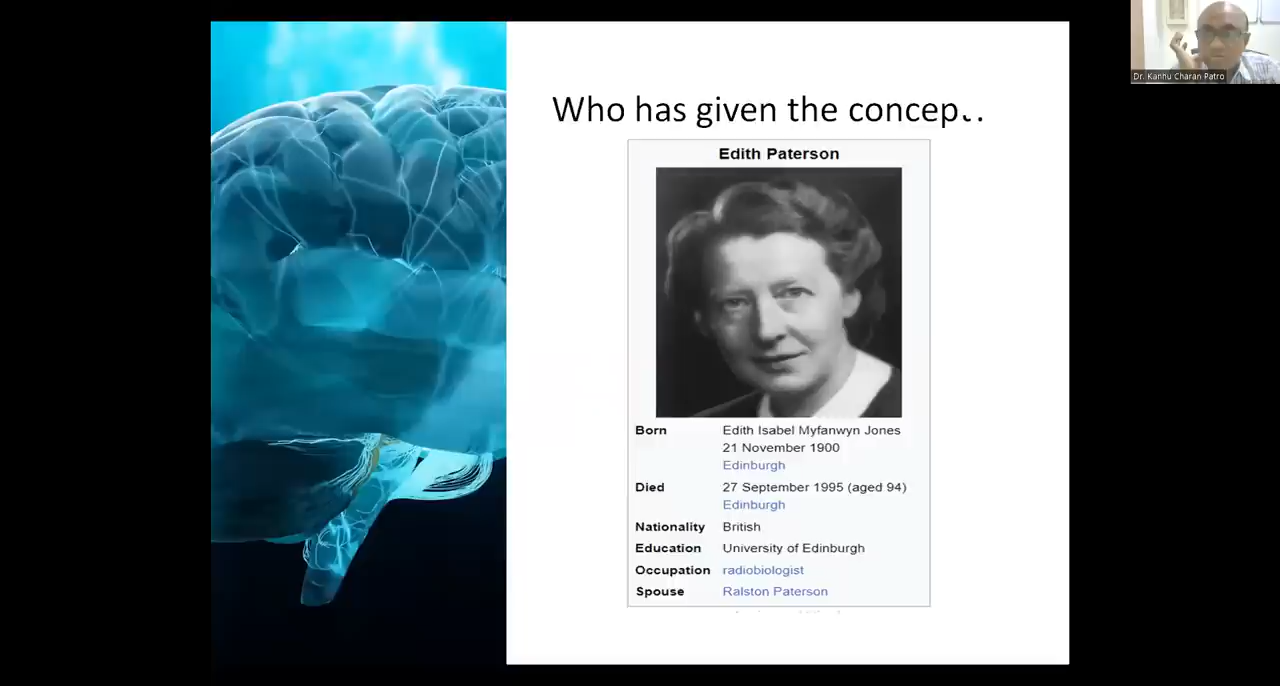 Who has given the concep..
Edith Paterson
Born Edith Isabel Myfanwyn Jones
21 November 1900
Edinburgh
Died 27 September 1995 (aged 94)
Edinburgh
Nationality British
Education University of Edinburgh
Occupation radiobiologist
Spouse Ralston Paterson
Dr. Kanhu Charan Patro